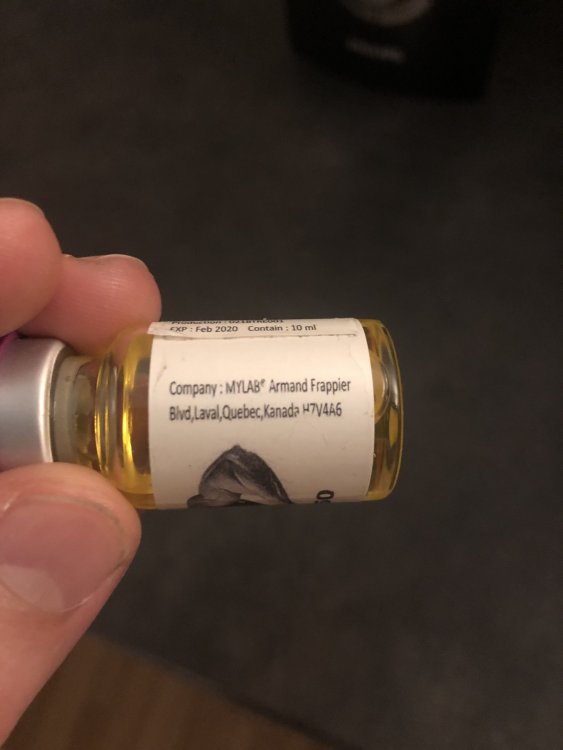 EXP : Feb 2020 Contain : 10 ml
Company : MYLAB® Armand Frappier
Blvd,Laval,Quebec,Kanada H7V4A6